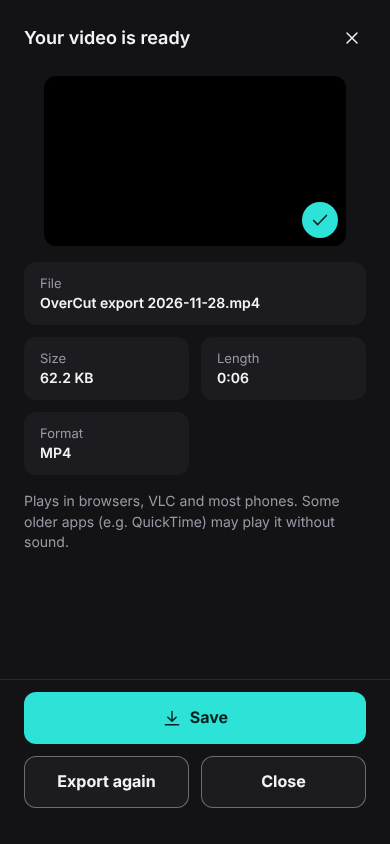 Your video is ready
File
OverCut export 2026-11-28.mp4
Size
62.2 KB
Length
0:06
Format
MP4
Plays in browsers, VLC and most phones. Some
older apps (e.g. QuickTime) may play it without
sound.
Save
Export again
Close